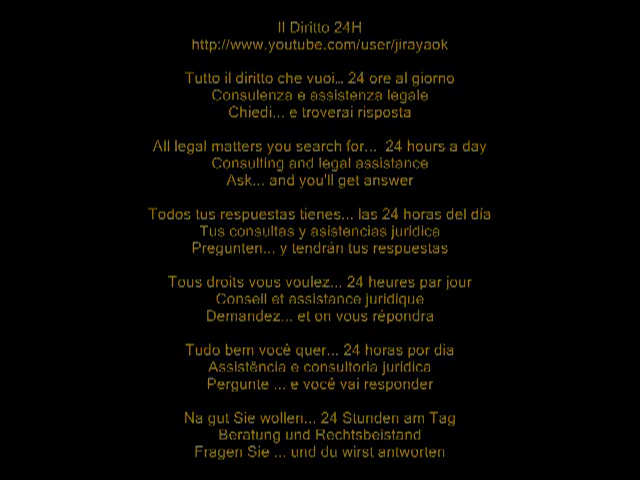 Il Diritto 24H
http://www.youtube.com/user/jirayaok
Tutto il diritto che vuoi... 24 ore al giorno
Consulenza e assistenza legale
Chiedi... e troverai risposta
All legal matters you search for... 24 hours a day
Consulting and legal assistance
Ask... and you'll get answer
Todos tus respuestas tienes... las 24 horas del día
Tus consultas y asistencias juridica
Pregunten... y tendrán tus respuestas
Tous droits vous voulez... 24 heures par jour
Conseil et assistance juridique
Demandez... et on vous répondra
Tudo bem você quer... 24 horas por dia
Assistência e consultoria juridica
Pergunte ... e você vai responder
Na gut Sie wollen... 24 Stunden am Tag
Beratung und Rechtsbeistand
Fragen Sie ... und du wirst antworten